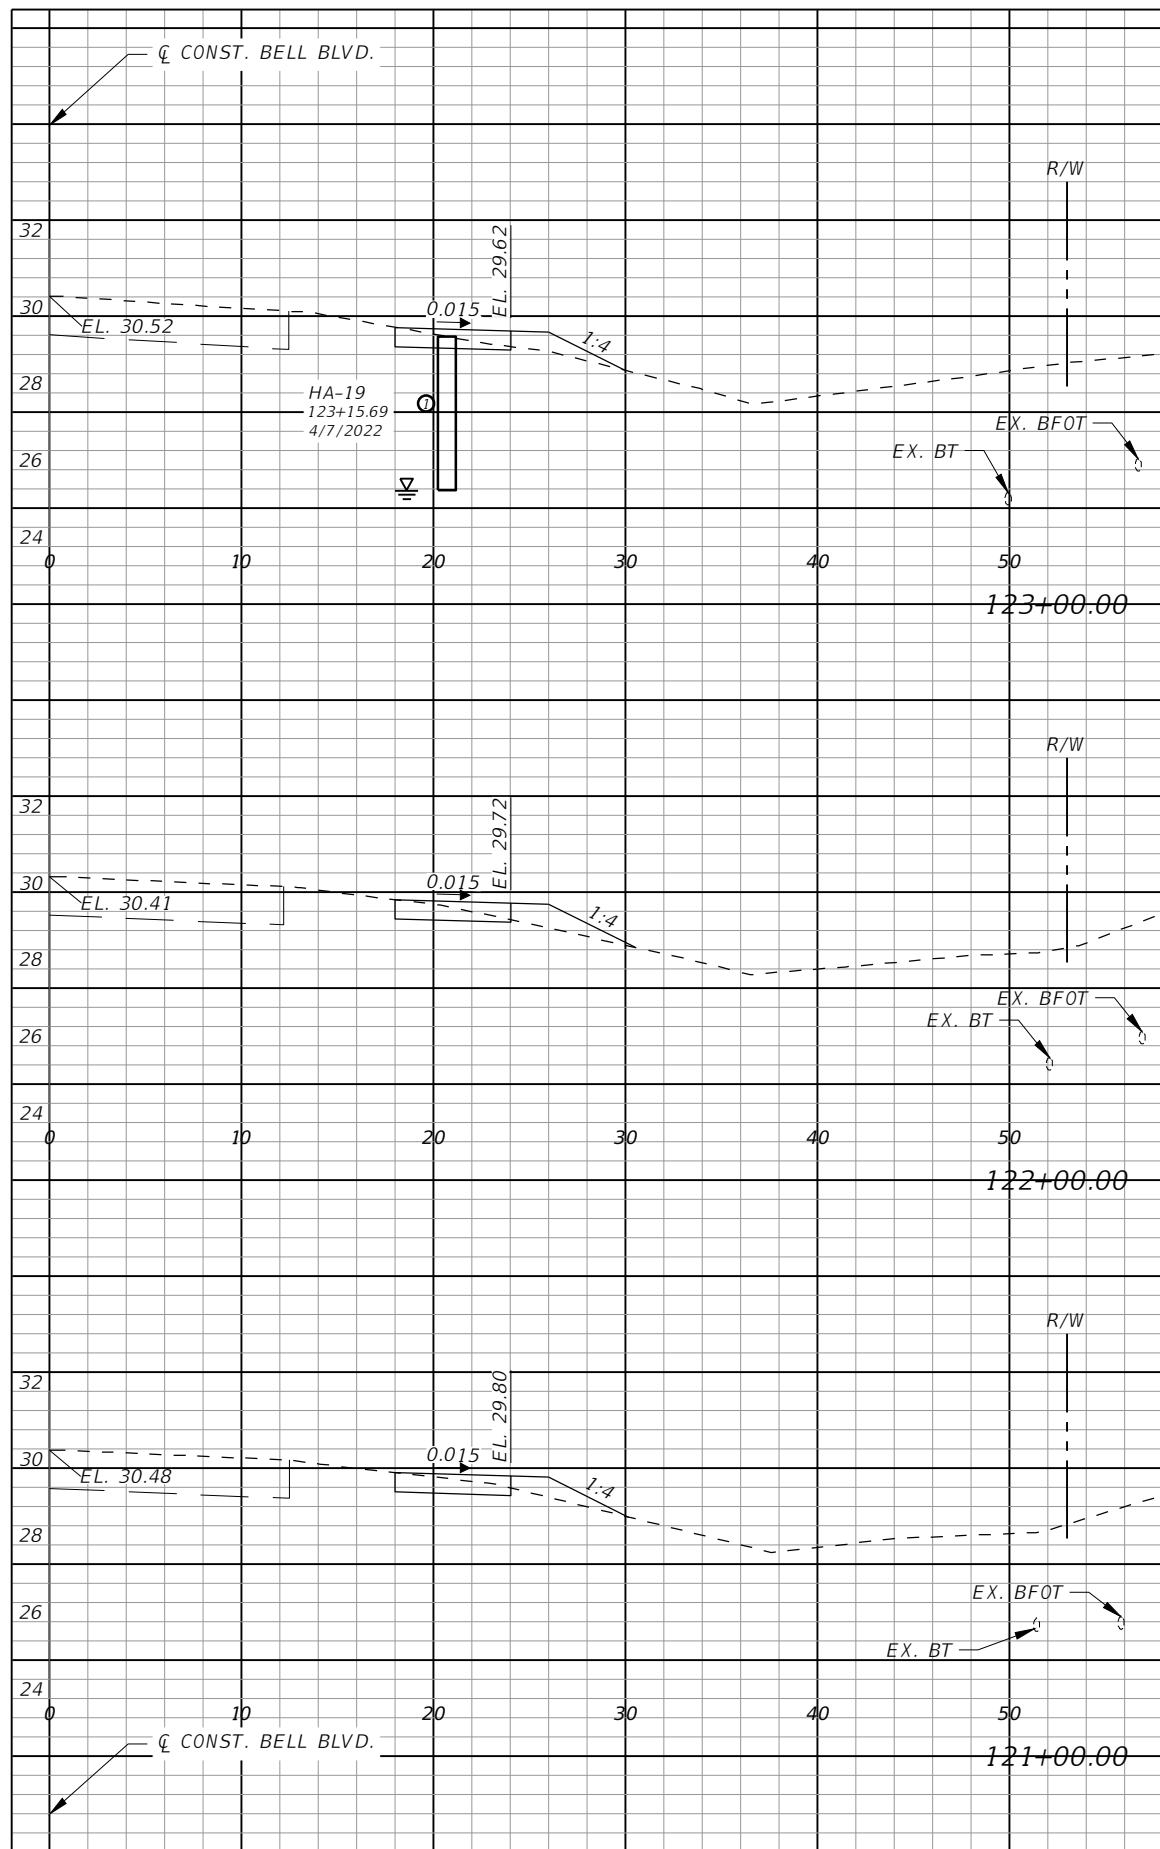 ℄ CONST. BELL BLVD.
R/W
32
EL. 29.62
30
0.015
EL. 30.52
1:4
28
HA-19
123+15.69
4/7/2022
1
EX. BFOT
EX. BT
26
24
0 10 20 30 40 50
123+00.00
R/W
32
EL. 29.72
30
0.015
EL. 30.41
1:4
28
EX. BFOT
EX. BT
26
24
0 10 20 30 40 50
122+00.00
R/W
32
EL. 29.80
30
0.015
EL. 30.48
1:4
28
EX. BFOT
26
EX. BT
24
0 10 20 30 40 50
℄ CONST. BELL BLVD.
121+00.00